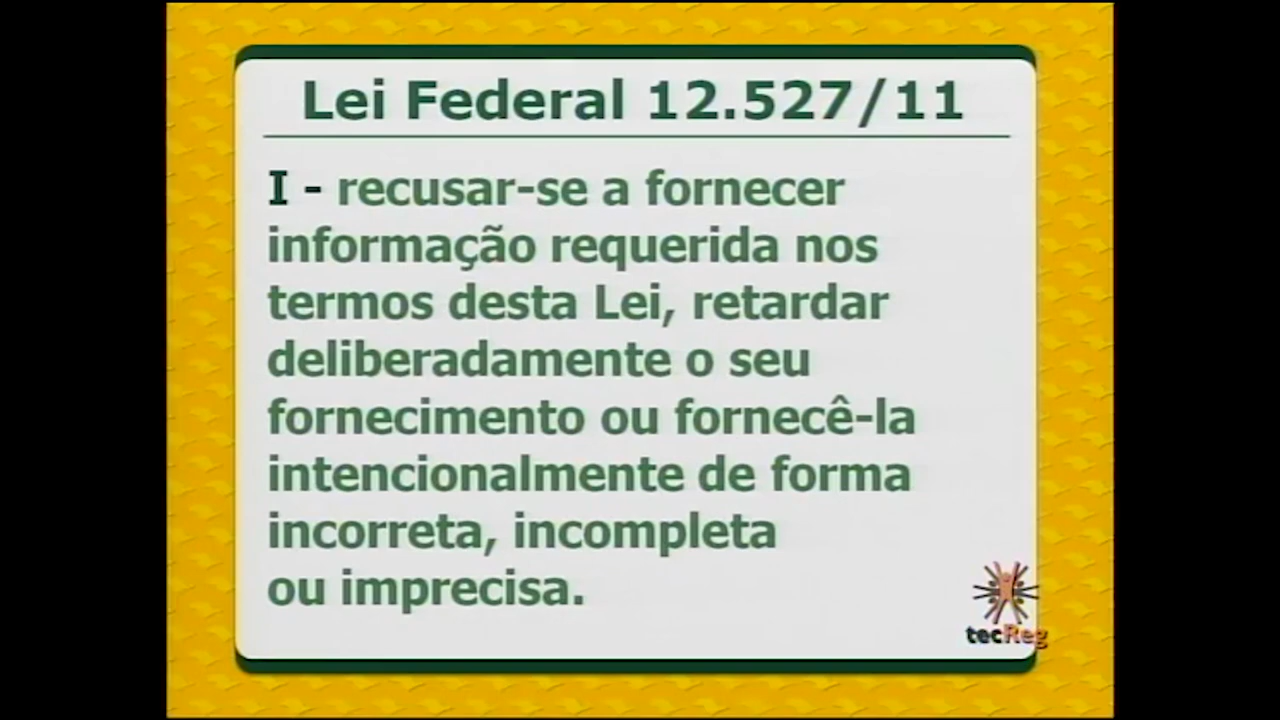 Lei Federal 12.527/11
I - recusar-se a fornecer
informação requerida nos
termos desta Lei, retardar
deliberadamente o seu
fornecimento ou fornecê-la
intencionalmente de forma
incorreta, incompleta
ou imprecisa.
tecReg